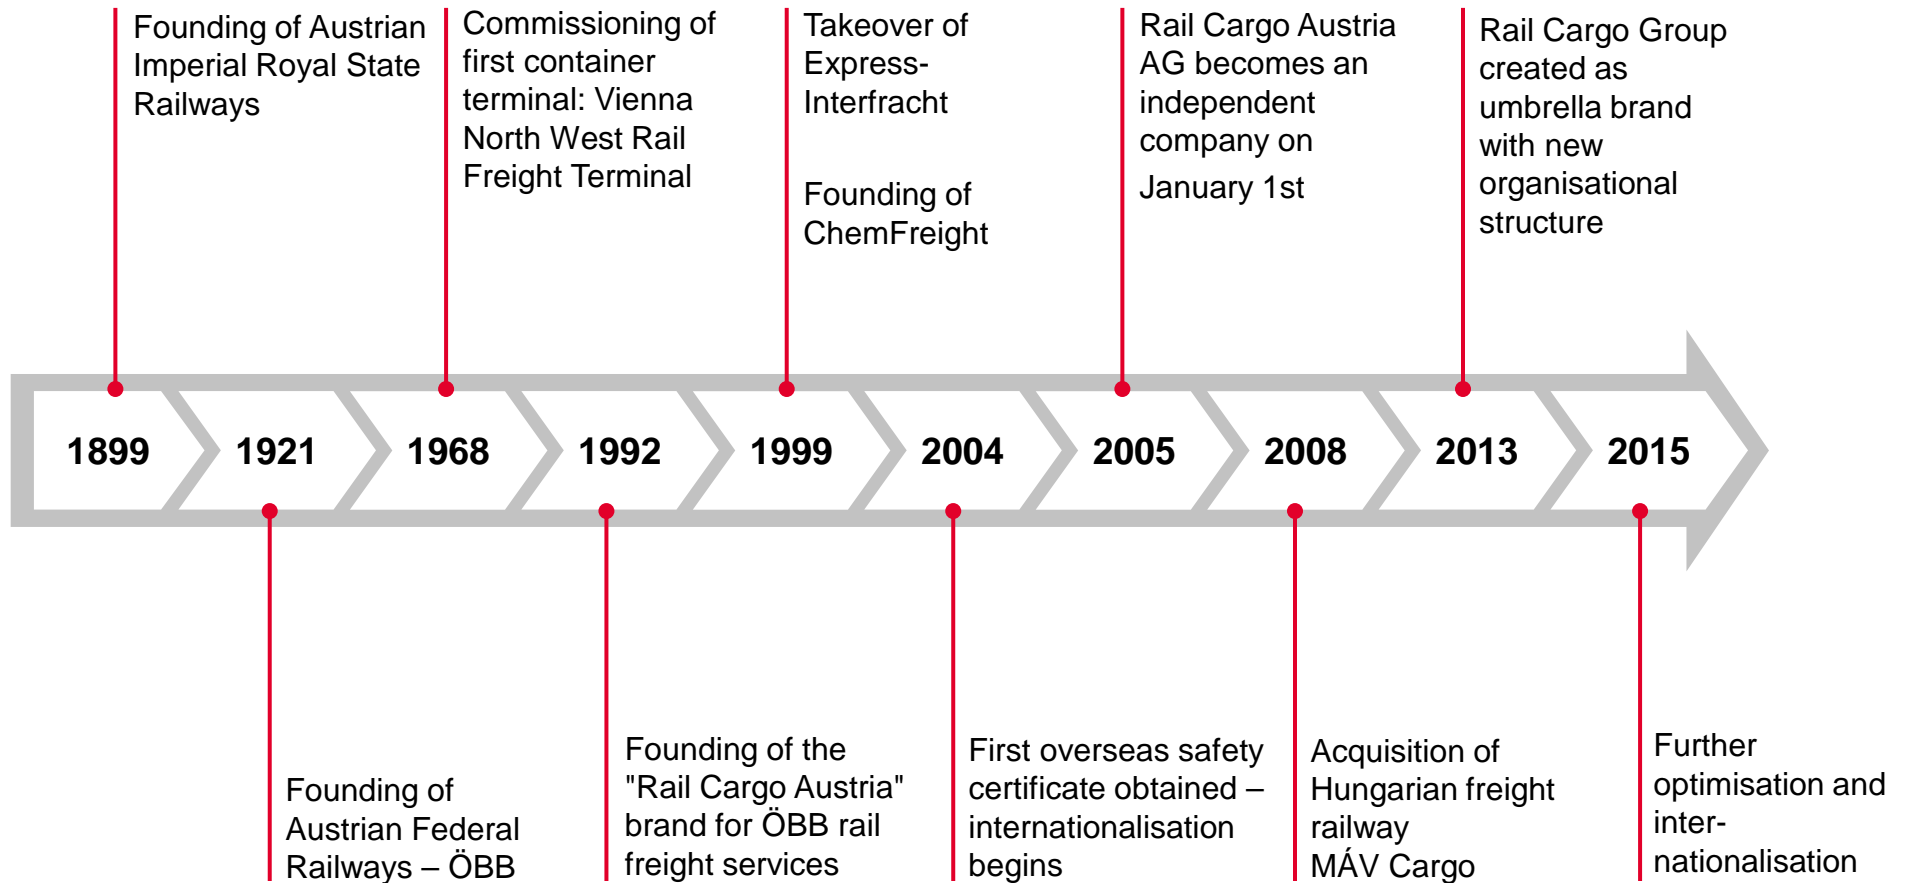 Founding of Austrian
Imperial Royal State
Railways
Commissioning of
first container
terminal: Vienna
North West Rail
Freight Terminal
Takeover of
Express-
Interfracht
Founding of
ChemFreight
Rail Cargo Austria
AG becomes an
independent
company on
January 1st
Rail Cargo Group
created as
umbrella brand
with new
organisational
structure
1899
1921
1968
1992
1999
2004
2005
2008
2013
2015
Founding of
Austrian Federal
Railways – ÖBB
Founding of the
"Rail Cargo Austria"
brand for ÖBB rail
freight services
First overseas safety
certificate obtained –
internationalisation
begins
Acquisition of
Hungarian freight
railway
MÁV Cargo
Further
optimisation and
inter-
nationalisation